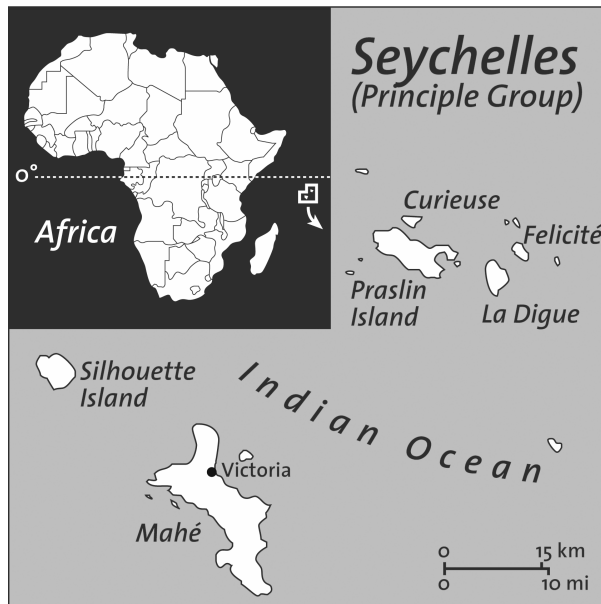 Seychelles
(Principle Group)
0°
Africa
Curieuse
Felicité
Praslin
Island
La Digue
Silhouette
Island
Indian Ocean
Victoria
Mahé
0 15 km
0 10 mi